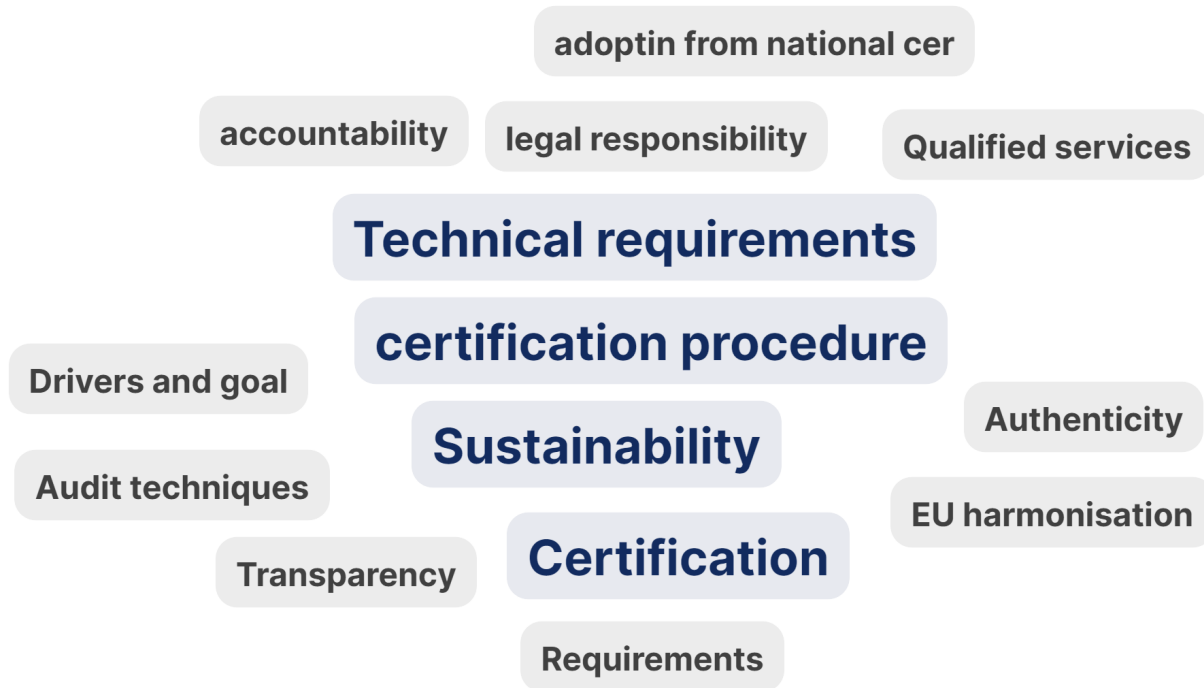 adoptin from national cer
accountability
legal responsibility
Qualified services
Technical requirements
certification procedure
Drivers and goal
Authenticity
Sustainability
Audit techniques
EU harmonisation
Certification
Transparency
Requirements